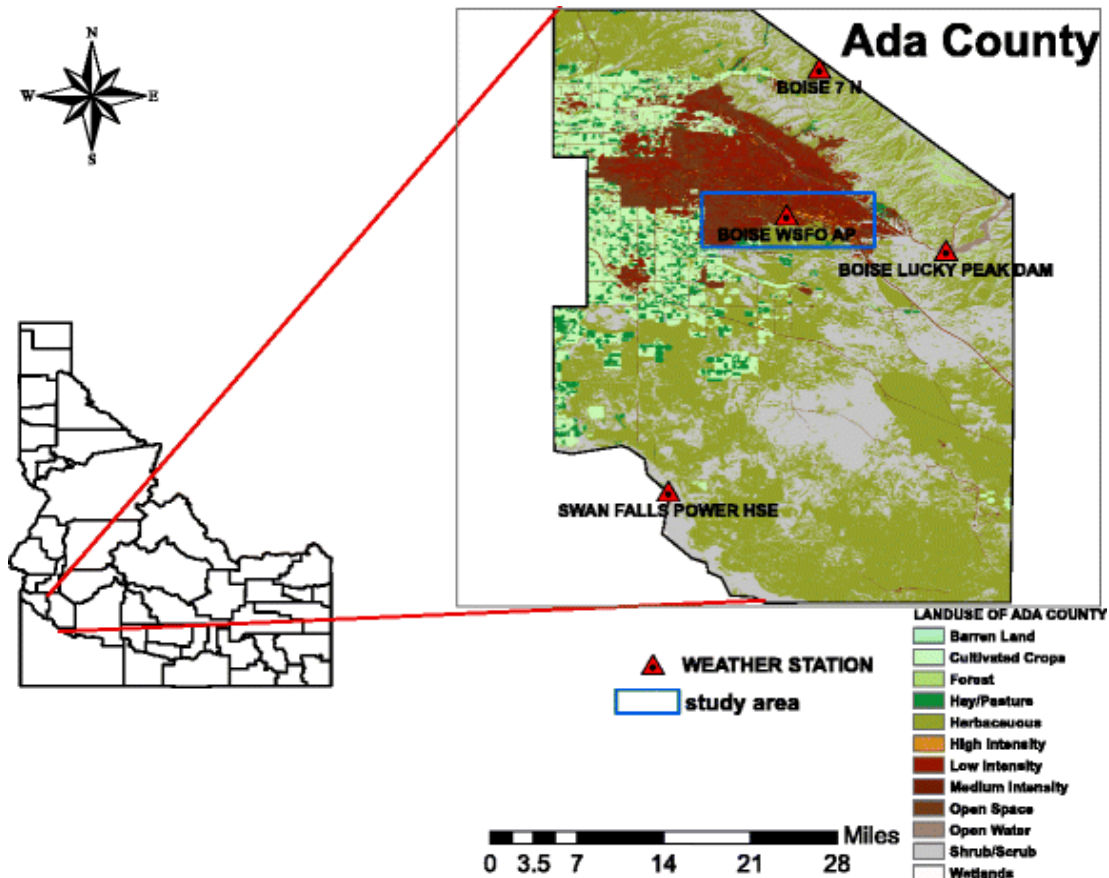 N
W
E
S
Ada County
BOISE 7 N
BOISE WSFO AP
BOISE LUCKY PEAK DAM
SWAN FALLS POWER HSE
WEATHER STATION
study area
LANDUSE OF ADA COUNTY
Barren Land
Cultivated Crops
Forest
Hay/Pasture
Herbaceuous
High Intensity
Low Intensity
Medium Intensity
Open Space
Open Water
Shrub/Scrub
Wetlands
Miles
0 3.5 7 14 21 28